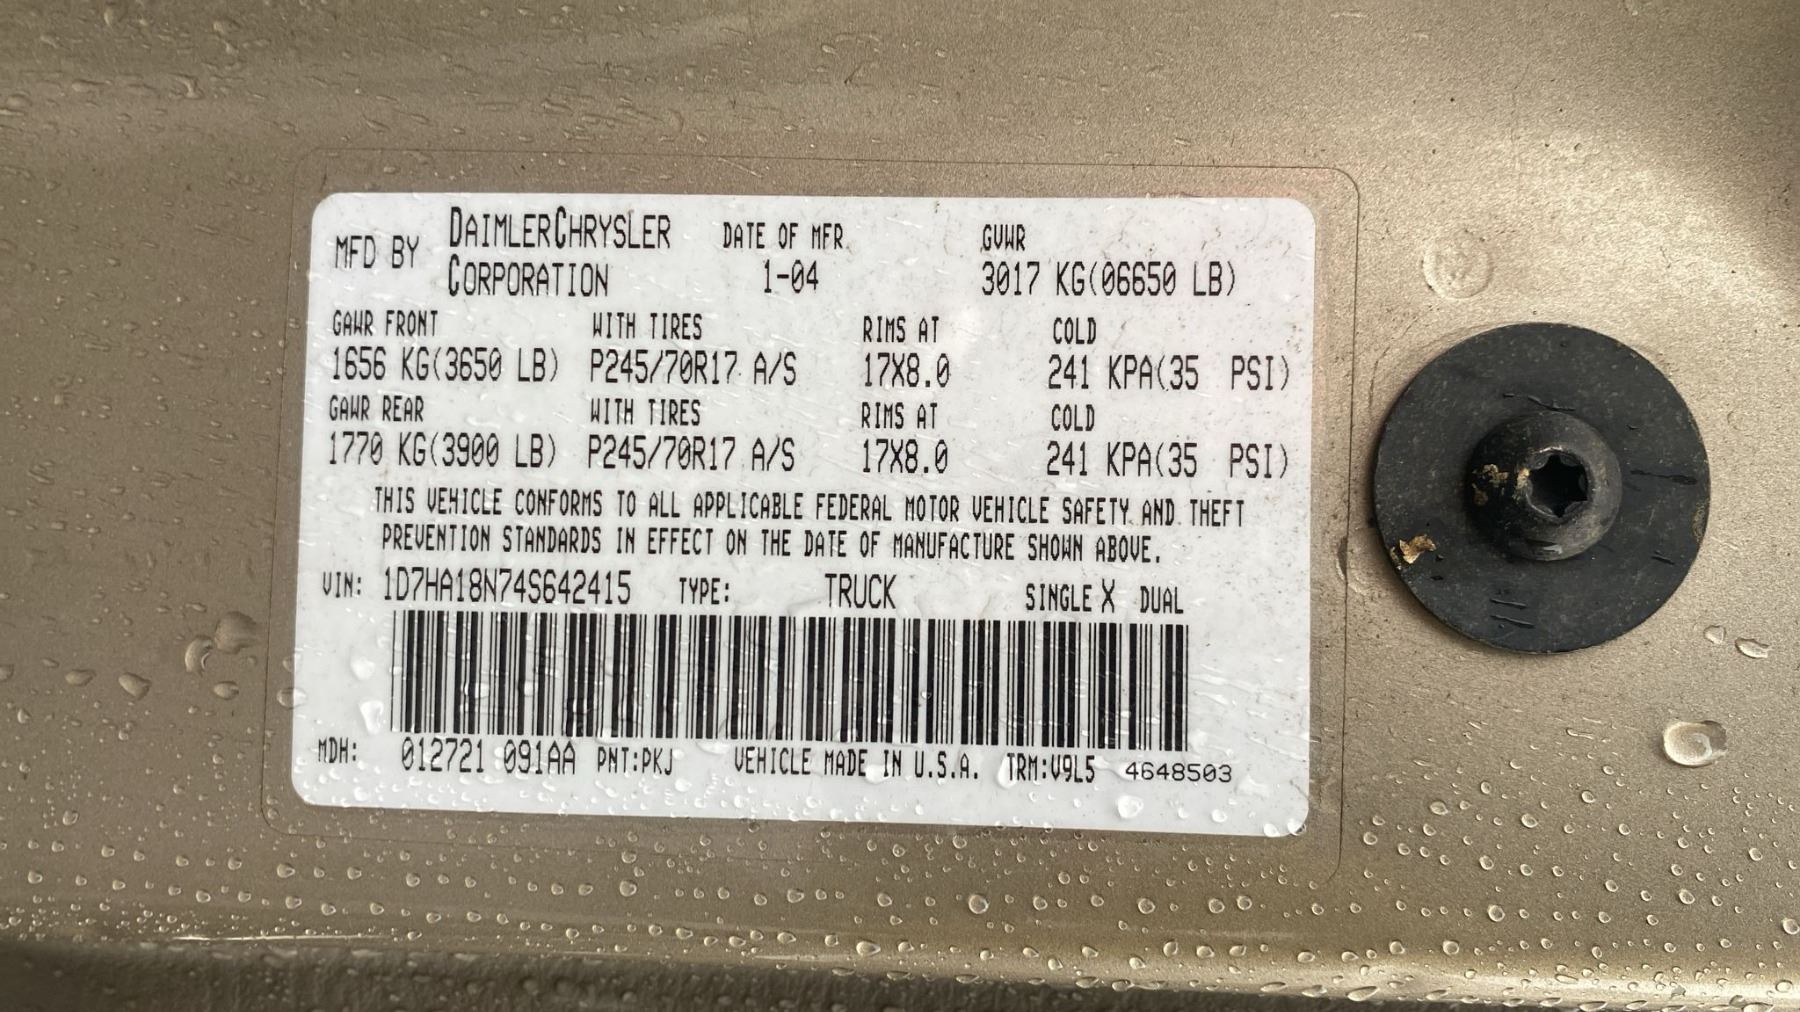 MFD BY DAIMLERCHRYSLER CORPORATION DATE OF MFR 1-04 GVWR 3017 KG(06650 LB)
GAWR FRONT WITH TIRES RIMS AT COLD
1656 KG(3650 LB) P245/70R17 A/S 17X8.0 241 KPA(35 PSI)
GAWR REAR WITH TIRES RIMS AT COLD
1770 KG(3900 LB) P245/70R17 A/S 17X8.0 241 KPA(35 PSI)
THIS VEHICLE CONFORMS TO ALL APPLICABLE FEDERAL MOTOR VEHICLE SAFETY AND THEFT
PREVENTION STANDARDS IN EFFECT ON THE DATE OF MANUFACTURE SHOWN ABOVE.
VIN: 1D7HA18N74S642415 TYPE: TRUCK SINGLE X DUAL
MDH: 012721 091AA PNT:PKJ VEHICLE MADE IN U.S.A. TRM:V9L5 4648503